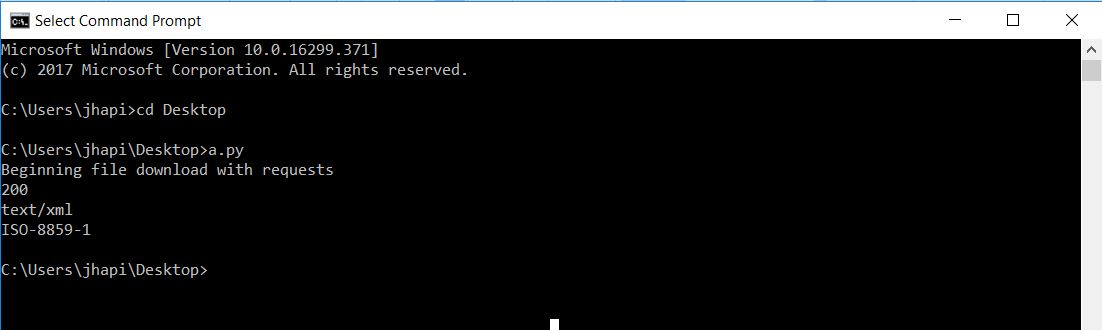 Select Command Prompt
Microsoft Windows [Version 10.0.16299.371]
(c) 2017 Microsoft Corporation. All rights reserved.
C:\Users\jhapi>cd Desktop
C:\Users\jhapi\Desktop>a.py
Beginning file download with requests
200
text/xml
ISO-8859-1
C:\Users\jhapi\Desktop>